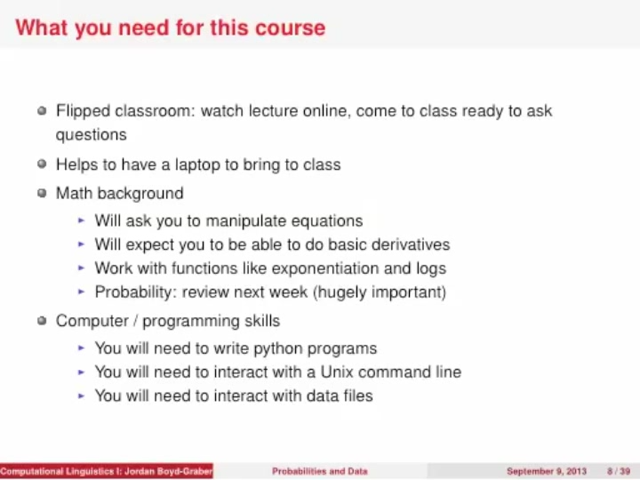 What you need for this course
Flipped classroom: watch lecture online, come to class ready to ask
questions
Helps to have a laptop to bring to class
Math background
Will ask you to manipulate equations
Will expect you to be able to do basic derivatives
Work with functions like exponentiation and logs
Probability: review next week (hugely important)
Computer / programming skills
You will need to write python programs
You will need to interact with a Unix command line
You will need to interact with data files
Computational Linguistics I: Jordan Boyd-Graber Probabilities and Data September 9, 2013 8 / 39